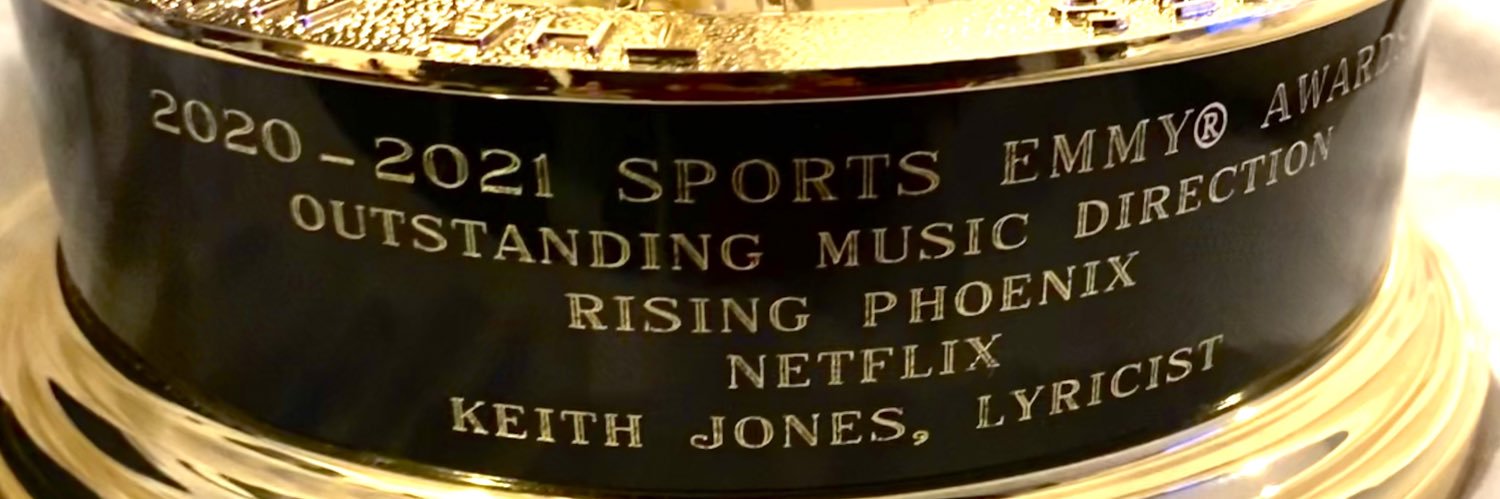 2020 – 2021 SPORTS EMMY® AWARDS
OUTSTANDING MUSIC DIRECTION
RISING PHOENIX
NETFLIX
KEITH JONES, LYRICIST